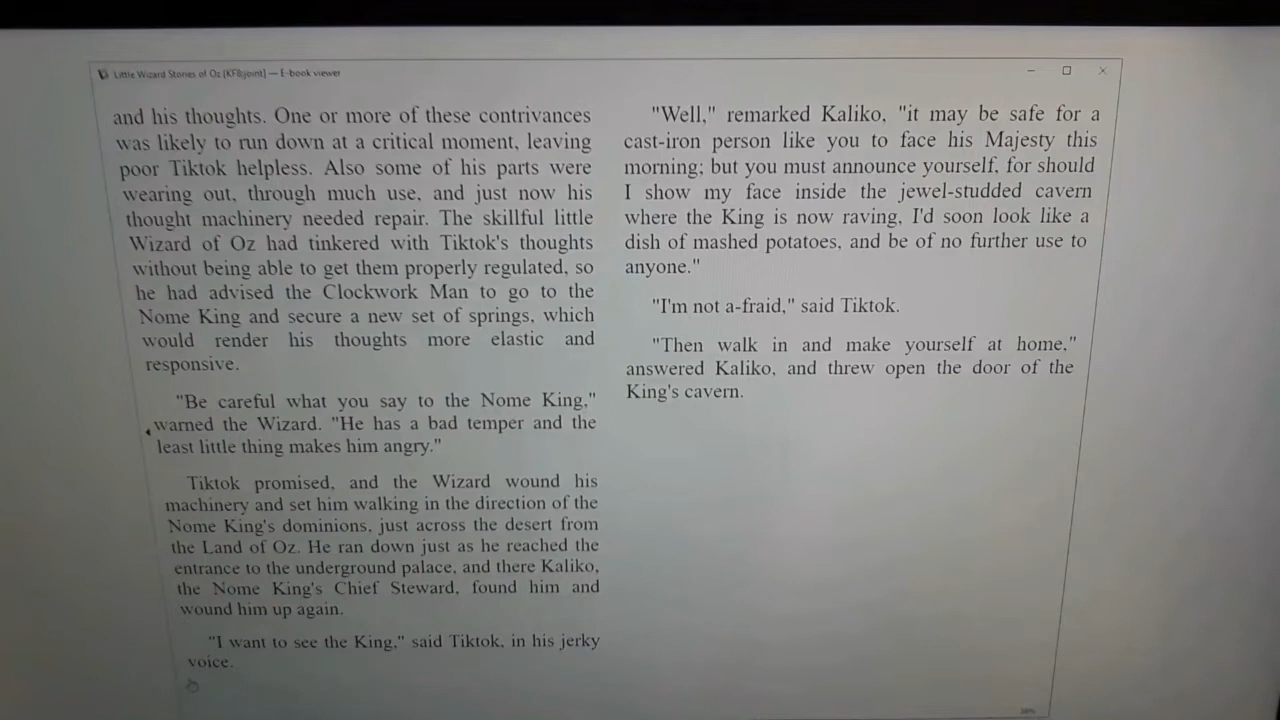 Little Wizard Stories of Oz [KF8:joint] — E-book viewer
and his thoughts. One or more of these contrivances
was likely to run down at a critical moment, leaving
poor Tiktok helpless. Also some of his parts were
wearing out, through much use, and just now his
thought machinery needed repair. The skillful little
Wizard of Oz had tinkered with Tiktok's thoughts
without being able to get them properly regulated, so
he had advised the Clockwork Man to go to the
Nome King and secure a new set of springs, which
would render his thoughts more elastic and
responsive.
"Be careful what you say to the Nome King,"
warned the Wizard. "He has a bad temper and the
least little thing makes him angry."
Tiktok promised, and the Wizard wound his
machinery and set him walking in the direction of the
Nome King's dominions, just across the desert from
the Land of Oz. He ran down just as he reached the
entrance to the underground palace, and there Kaliko,
the Nome King's Chief Steward, found him and
wound him up again.
"I want to see the King," said Tiktok, in his jerky
voice.
"Well," remarked Kaliko, "it may be safe for a
cast-iron person like you to face his Majesty this
morning; but you must announce yourself, for should
I show my face inside the jewel-studded cavern
where the King is now raving, I'd soon look like a
dish of mashed potatoes, and be of no further use to
anyone."
"I'm not a-fraid," said Tiktok.
"Then walk in and make yourself at home,"
answered Kaliko, and threw open the door of the
King's cavern.